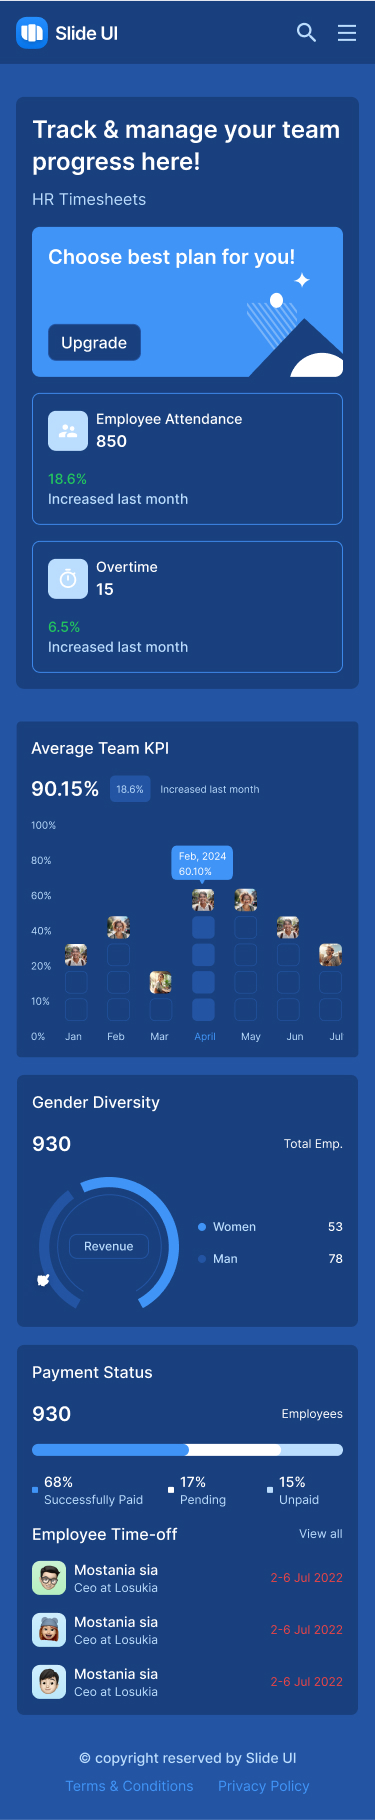 Slide UI
Track & manage your team
progress here!
HR Timesheets
Choose best plan for you!
Upgrade
Employee Attendance
850
18.6%
Increased last month
Overtime
15
6.5%
Increased last month
Average Team KPI
90.15% 18.6% Increased last month
100%
80%
Feb, 2024
60.10%
60%
40%
20%
10%
0% Jan Feb Mar April May Jun Jul
Gender Diversity
930 Total Emp.
Women 53
Revenue
Man 78
Payment Status
930 Employees
68% 17% 15%
Successfully Paid Pending Unpaid
Employee Time-off View all
Mostania sia
Ceo at Losukia
2-6 Jul 2022
Mostania sia
Ceo at Losukia
2-6 Jul 2022
Mostania sia
Ceo at Losukia
2-6 Jul 2022
© copyright reserved by Slide UI
Terms & Conditions Privacy Policy